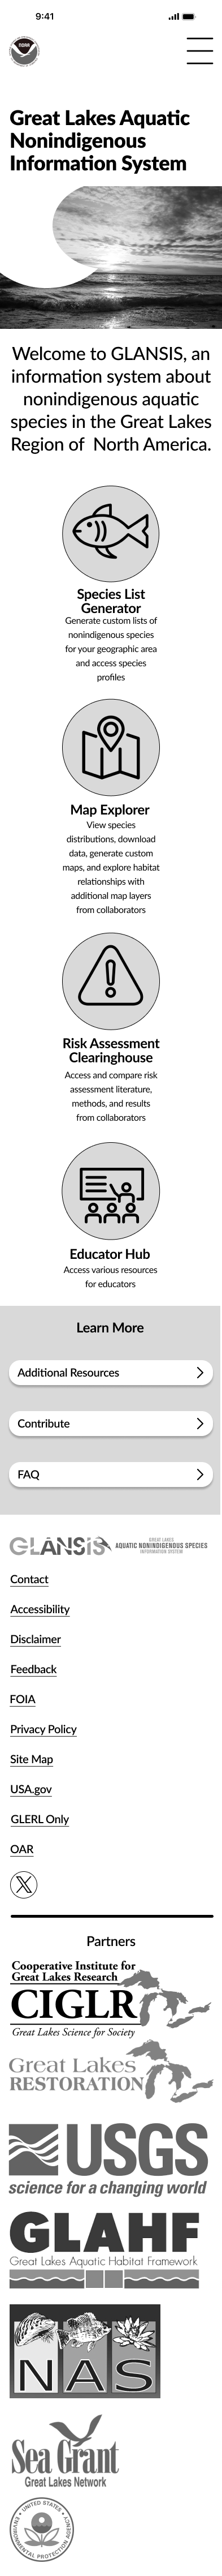 9:41
NOAA
Great Lakes Aquatic
Nonindigenous
Information System
Welcome to GLANSIS, an
information system about
nonindigenous aquatic
species in the Great Lakes
Region of North America.
Species List
Generator
Generate custom lists of
nonindigenous species
for your geographic area
and access species
profiles
Map Explorer
View species
distributions, download
data, generate custom
maps, and explore habitat
relationships with
additional map layers
from collaborators
Risk Assessment
Clearinghouse
Access and compare risk
assessment literature,
methods, and results
from collaborators
Educator Hub
Access various resources
for educators
Learn More
Additional Resources
Contribute
FAQ
GLANSIS
GREAT LAKES
AQUATIC NONINDIGENOUS SPECIES
INFORMATION SYSTEM
Contact
Accessibility
Disclaimer
Feedback
FOIA
Privacy Policy
Site Map
USA.gov
GLERL Only
OAR
X
Partners
Cooperative Institute for
Great Lakes Research
CIGLR
Great Lakes Science for Society
Great Lakes
RESTORATION
USGS
science for a changing world
GLAHF
Great Lakes Aquatic Habitat Framework
NAS
Sea Grant
Great Lakes Network
UNITED STATES
ENVIRONMENTAL PROTECTION AGENCY